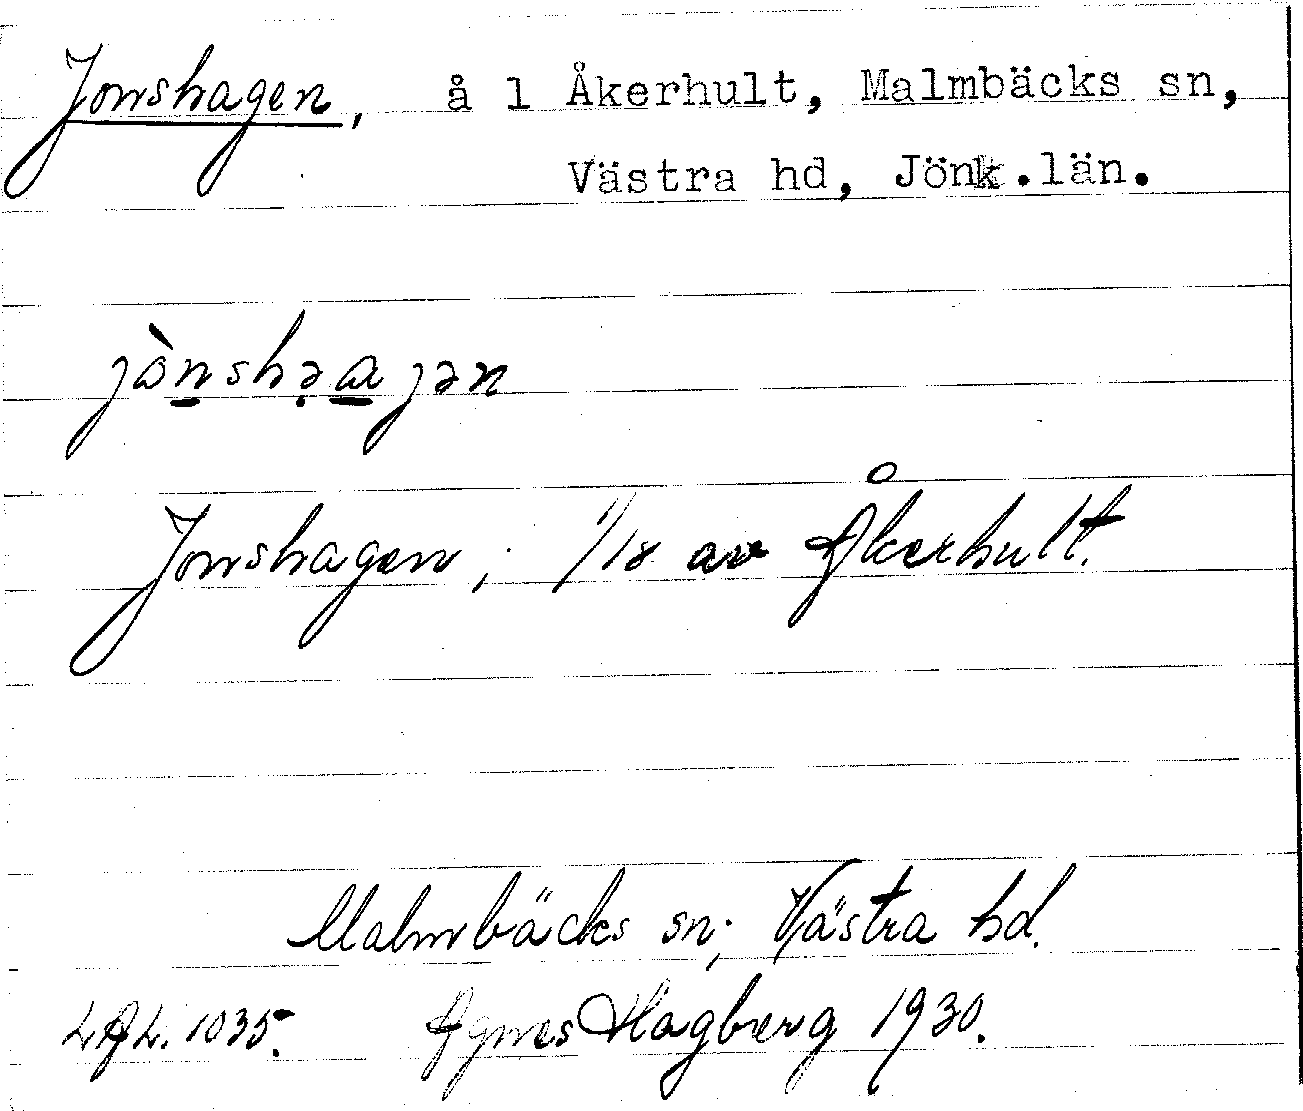 Jonshagen, å 1 Åkerhult, Malmbäcks sn,
Västra hd, Jönk.län.
jònshạajən
Jonshagen; 1/18 av Åkerhult.
Malmbäcks sn; Västra hd.
LAL. 1035. Agnes Hagberg 1930.